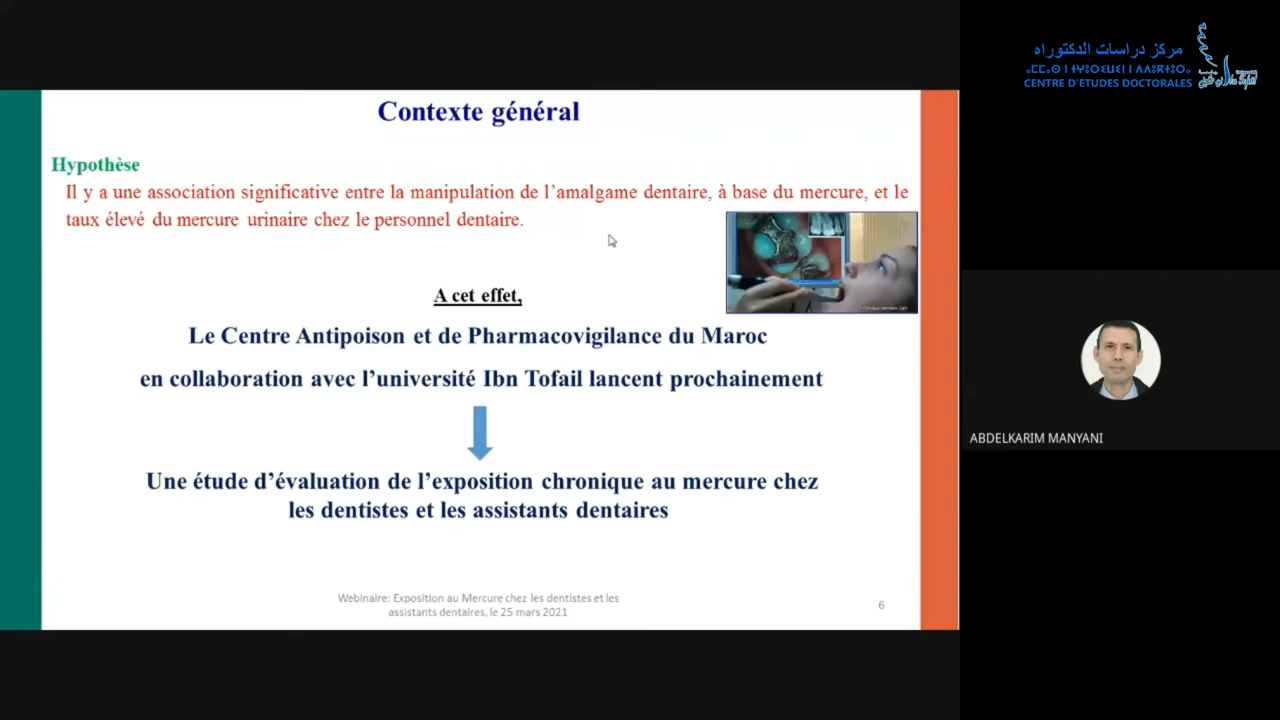 Contexte général
Hypothèse
Il y a une association significative entre la manipulation de l'amalgame dentaire, à base du mercure, et le
taux élevé du mercure urinaire chez le personnel dentaire.
A cet effet,
Le Centre Antipoison et de Pharmacovigilance du Maroc
en collaboration avec l'université Ibn Tofail lancent prochainement
Une étude d'évaluation de l'exposition chronique au mercure chez
les dentistes et les assistants dentaires
Webinaire: Exposition au Mercure chez les dentistes et les
assistants dentaires, le 25 mars 2021
6
مركز دراسات الدكتوراه
CENTRE D'ETUDES DOCTORALES
ABDELKARIM MANYANI